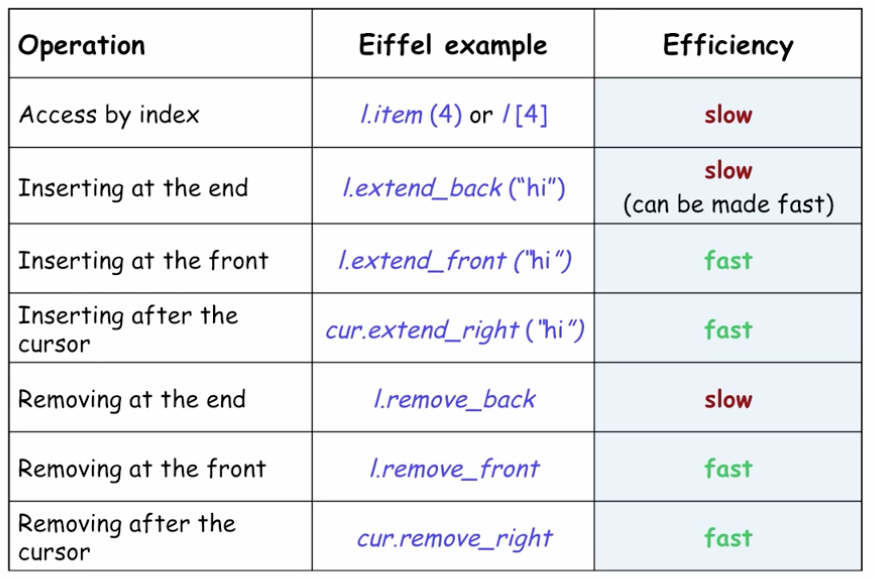 Operation Eiffel example Efficiency
Access by index l.item (4) or l [4] slow
Inserting at the end l.extend_back (“hi”) slow
(can be made fast)
Inserting at the front l.extend_front ("hi”) fast
Inserting after the
cursor cur.extend_right ("hi”) fast
Removing at the end l.remove_back slow
Removing at the front l.remove_front fast
Removing after the
cursor cur.remove_right fast